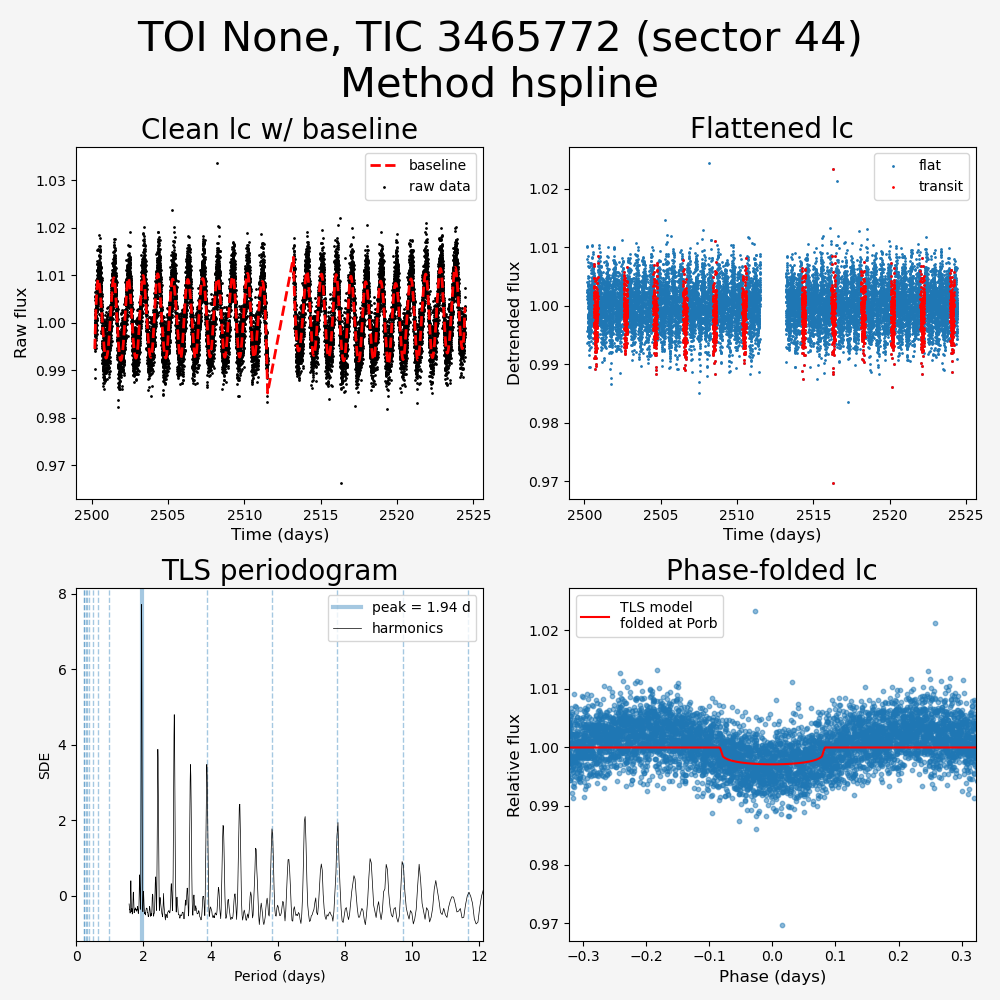 TOI None, TIC 3465772 (sector 44)
Method hspline
Clean lc w/ baseline
Raw flux
1.03
1.02
1.01
1.00
0.99
0.98
0.97
baseline
raw data
2500
2505
2510
2515
2520
2525
Time (days)
Flattened lc
Detrended flux
1.02
1.01
1.00
0.99
0.98
0.97
flat
transit
2500
2505
2510
2515
2520
2525
Time (days)
TLS periodogram
SDE
8
6
4
2
0
peak = 1.94 d
harmonics
0
2
4
6
8
10
12
Period (days)
Phase-folded lc
Relative flux
1.02
1.01
1.00
0.99
0.98
0.97
TLS model
folded at Porb
−0.3
−0.2
−0.1
0.0
0.1
0.2
0.3
Phase (days)